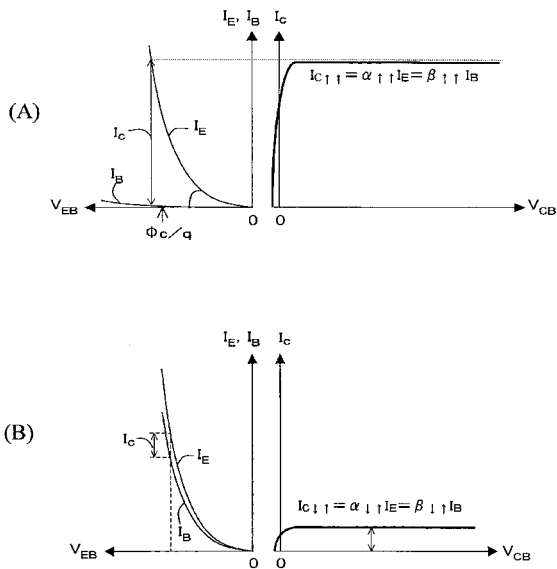 (A)
I_E, I_B
I_C
I_C↑↑ = α↑↑I_E = β↑↑ I_B
I_C
I_E
I_B
V_EB
0
0
V_CB
Φc/q
(B)
I_E, I_B
I_C
I_C
I_E
I_B
I_C↓↑ = α↓↑I_E = β↓↑I_B
V_EB
0
0
V_CB